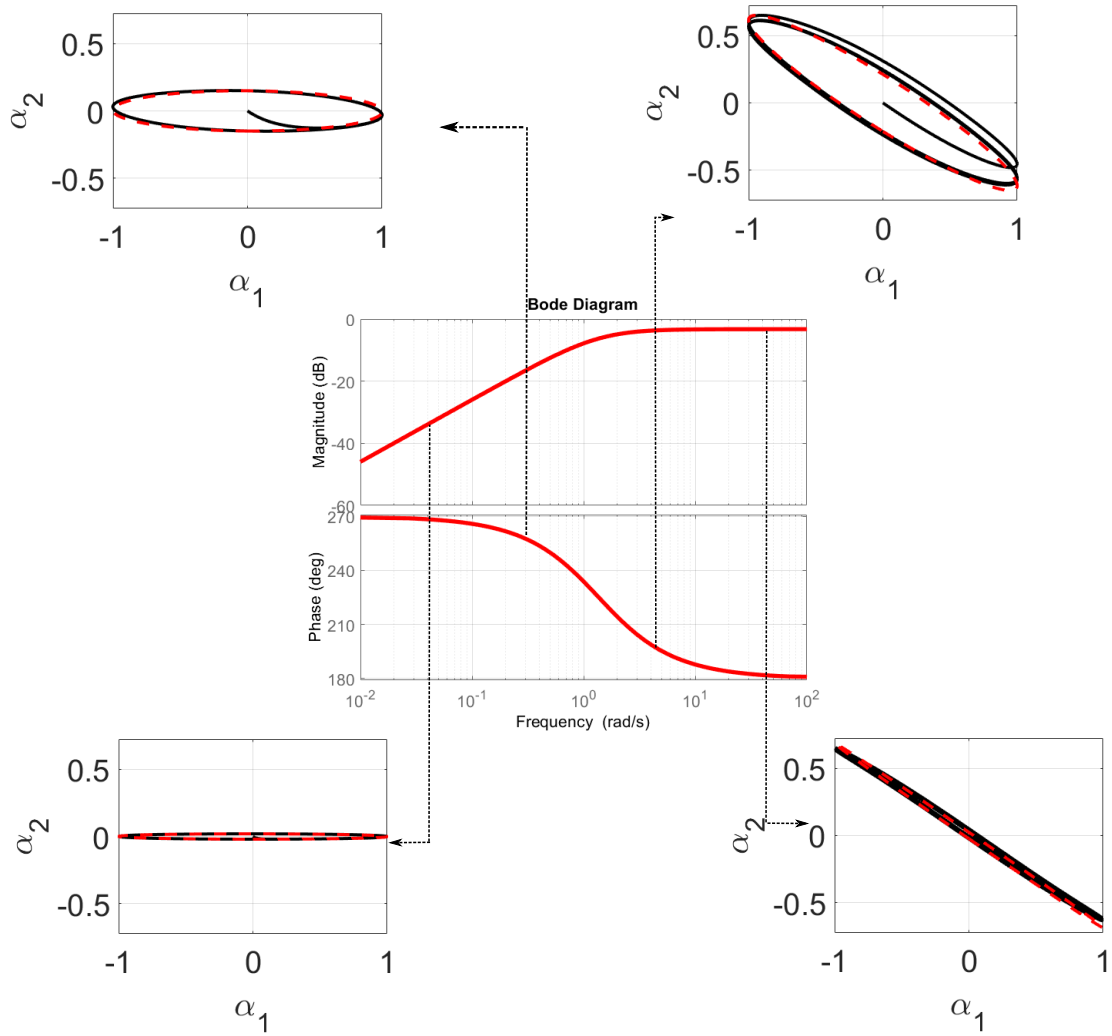 0.5
0
-0.5
α2
-1 0 1
α1
0.5
0
-0.5
α2
-1 0 1
α1
Bode Diagram
0
-20
-40
-60
Magnitude (dB)
270
240
210
180
Phase (deg)
10-2 10-1 100 101 102
Frequency (rad/s)
0.5
0
-0.5
α2
-1 0 1
α1
0.5
0
-0.5
α2
-1 0 1
α1